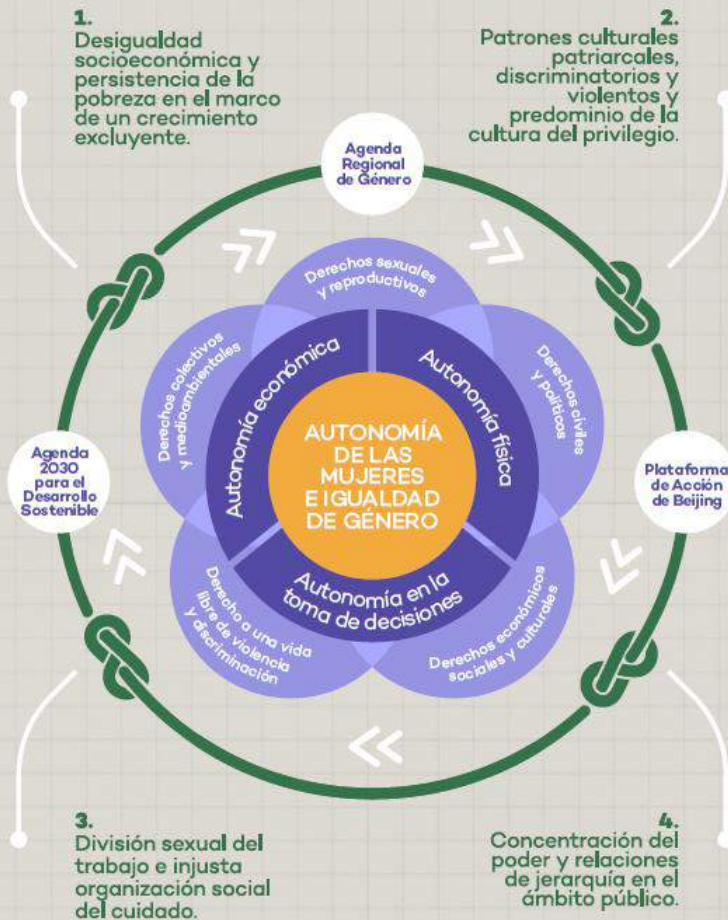 1.
Desigualdad
socioeconómica y
persistencia de la
pobreza en el marco
de un crecimiento
excluyente.
2.
Patrones culturales
patriarcales,
discriminatorios y
violentos y
predominio de la
cultura del privilegio.
Agenda
Regional
de Género
Derechos sexuales
y reproductivos
Derechos colectivos
y medioambientales
Derechos civiles
y políticos
Autonomía económica
Autonomía física
AUTONOMÍA
DE LAS
MUJERES
E IGUALDAD
DE GÉNERO
Agenda
2030
para el
Desarrollo
Sostenible
Plataforma
de Acción
de Beijing
Autonomía en la
toma de decisiones
Derecho a una vida
libre de violencia
y discriminación
Derechos económicos
sociales y culturales
3.
División sexual del
trabajo e injusta
organización social
del cuidado.
4.
Concentración del
poder y relaciones
de jerarquía en el
ámbito público.